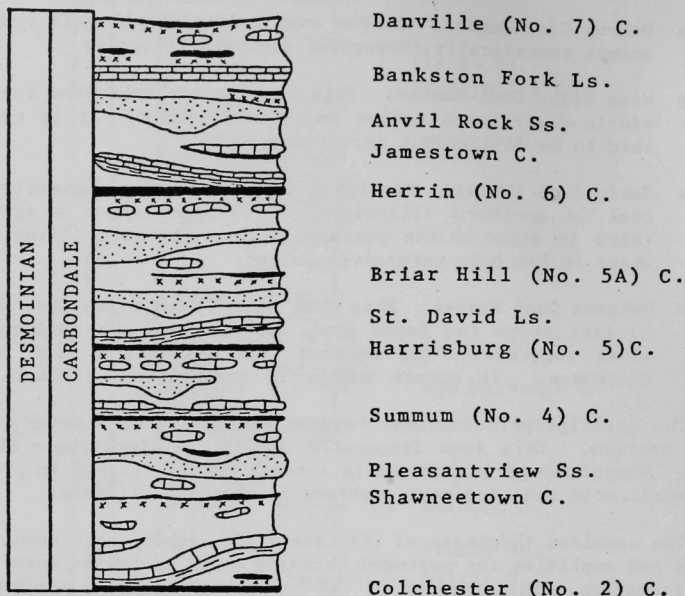 Danville (No. 7) C.
Bankston Fork Ls.
Anvil Rock Ss.
Jamestown C.
Herrin (No. 6) C.
Briar Hill (No. 5A) C.
St. David Ls.
Harrisburg (No. 5)C.
Summum (No. 4) C.
Pleasantview Ss.
Shawneetown C.
Colchester (No. 2) C.
DESMOINIAN
CARBONDALE